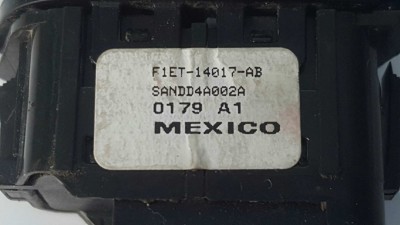 F1ET-14017-AB
SANDD4A002A
0179 A1
MEXICO